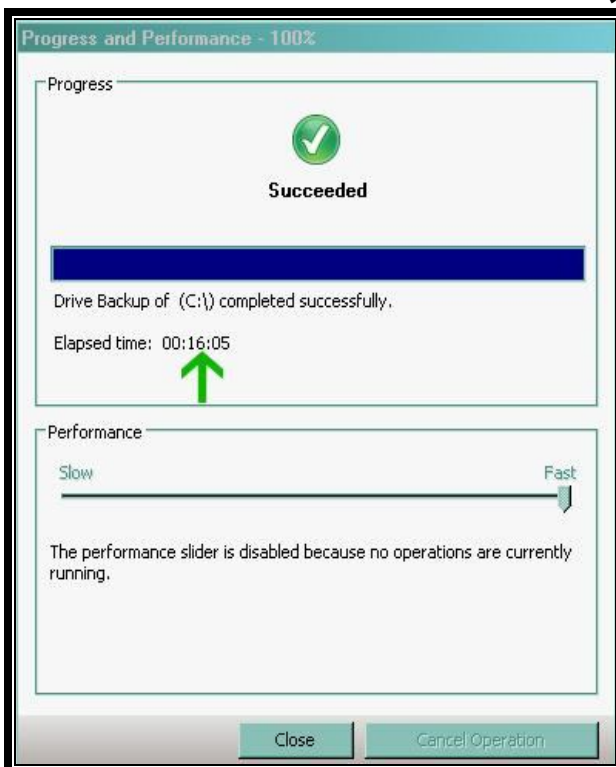 Progress and Performance - 100%
Progress
Succeeded
Drive Backup of (C:\) completed successfully.
Elapsed time: 00:16:05
Performance
Slow Fast
The performance slider is disabled because no operations are currently
running.
Close Cancel Operation